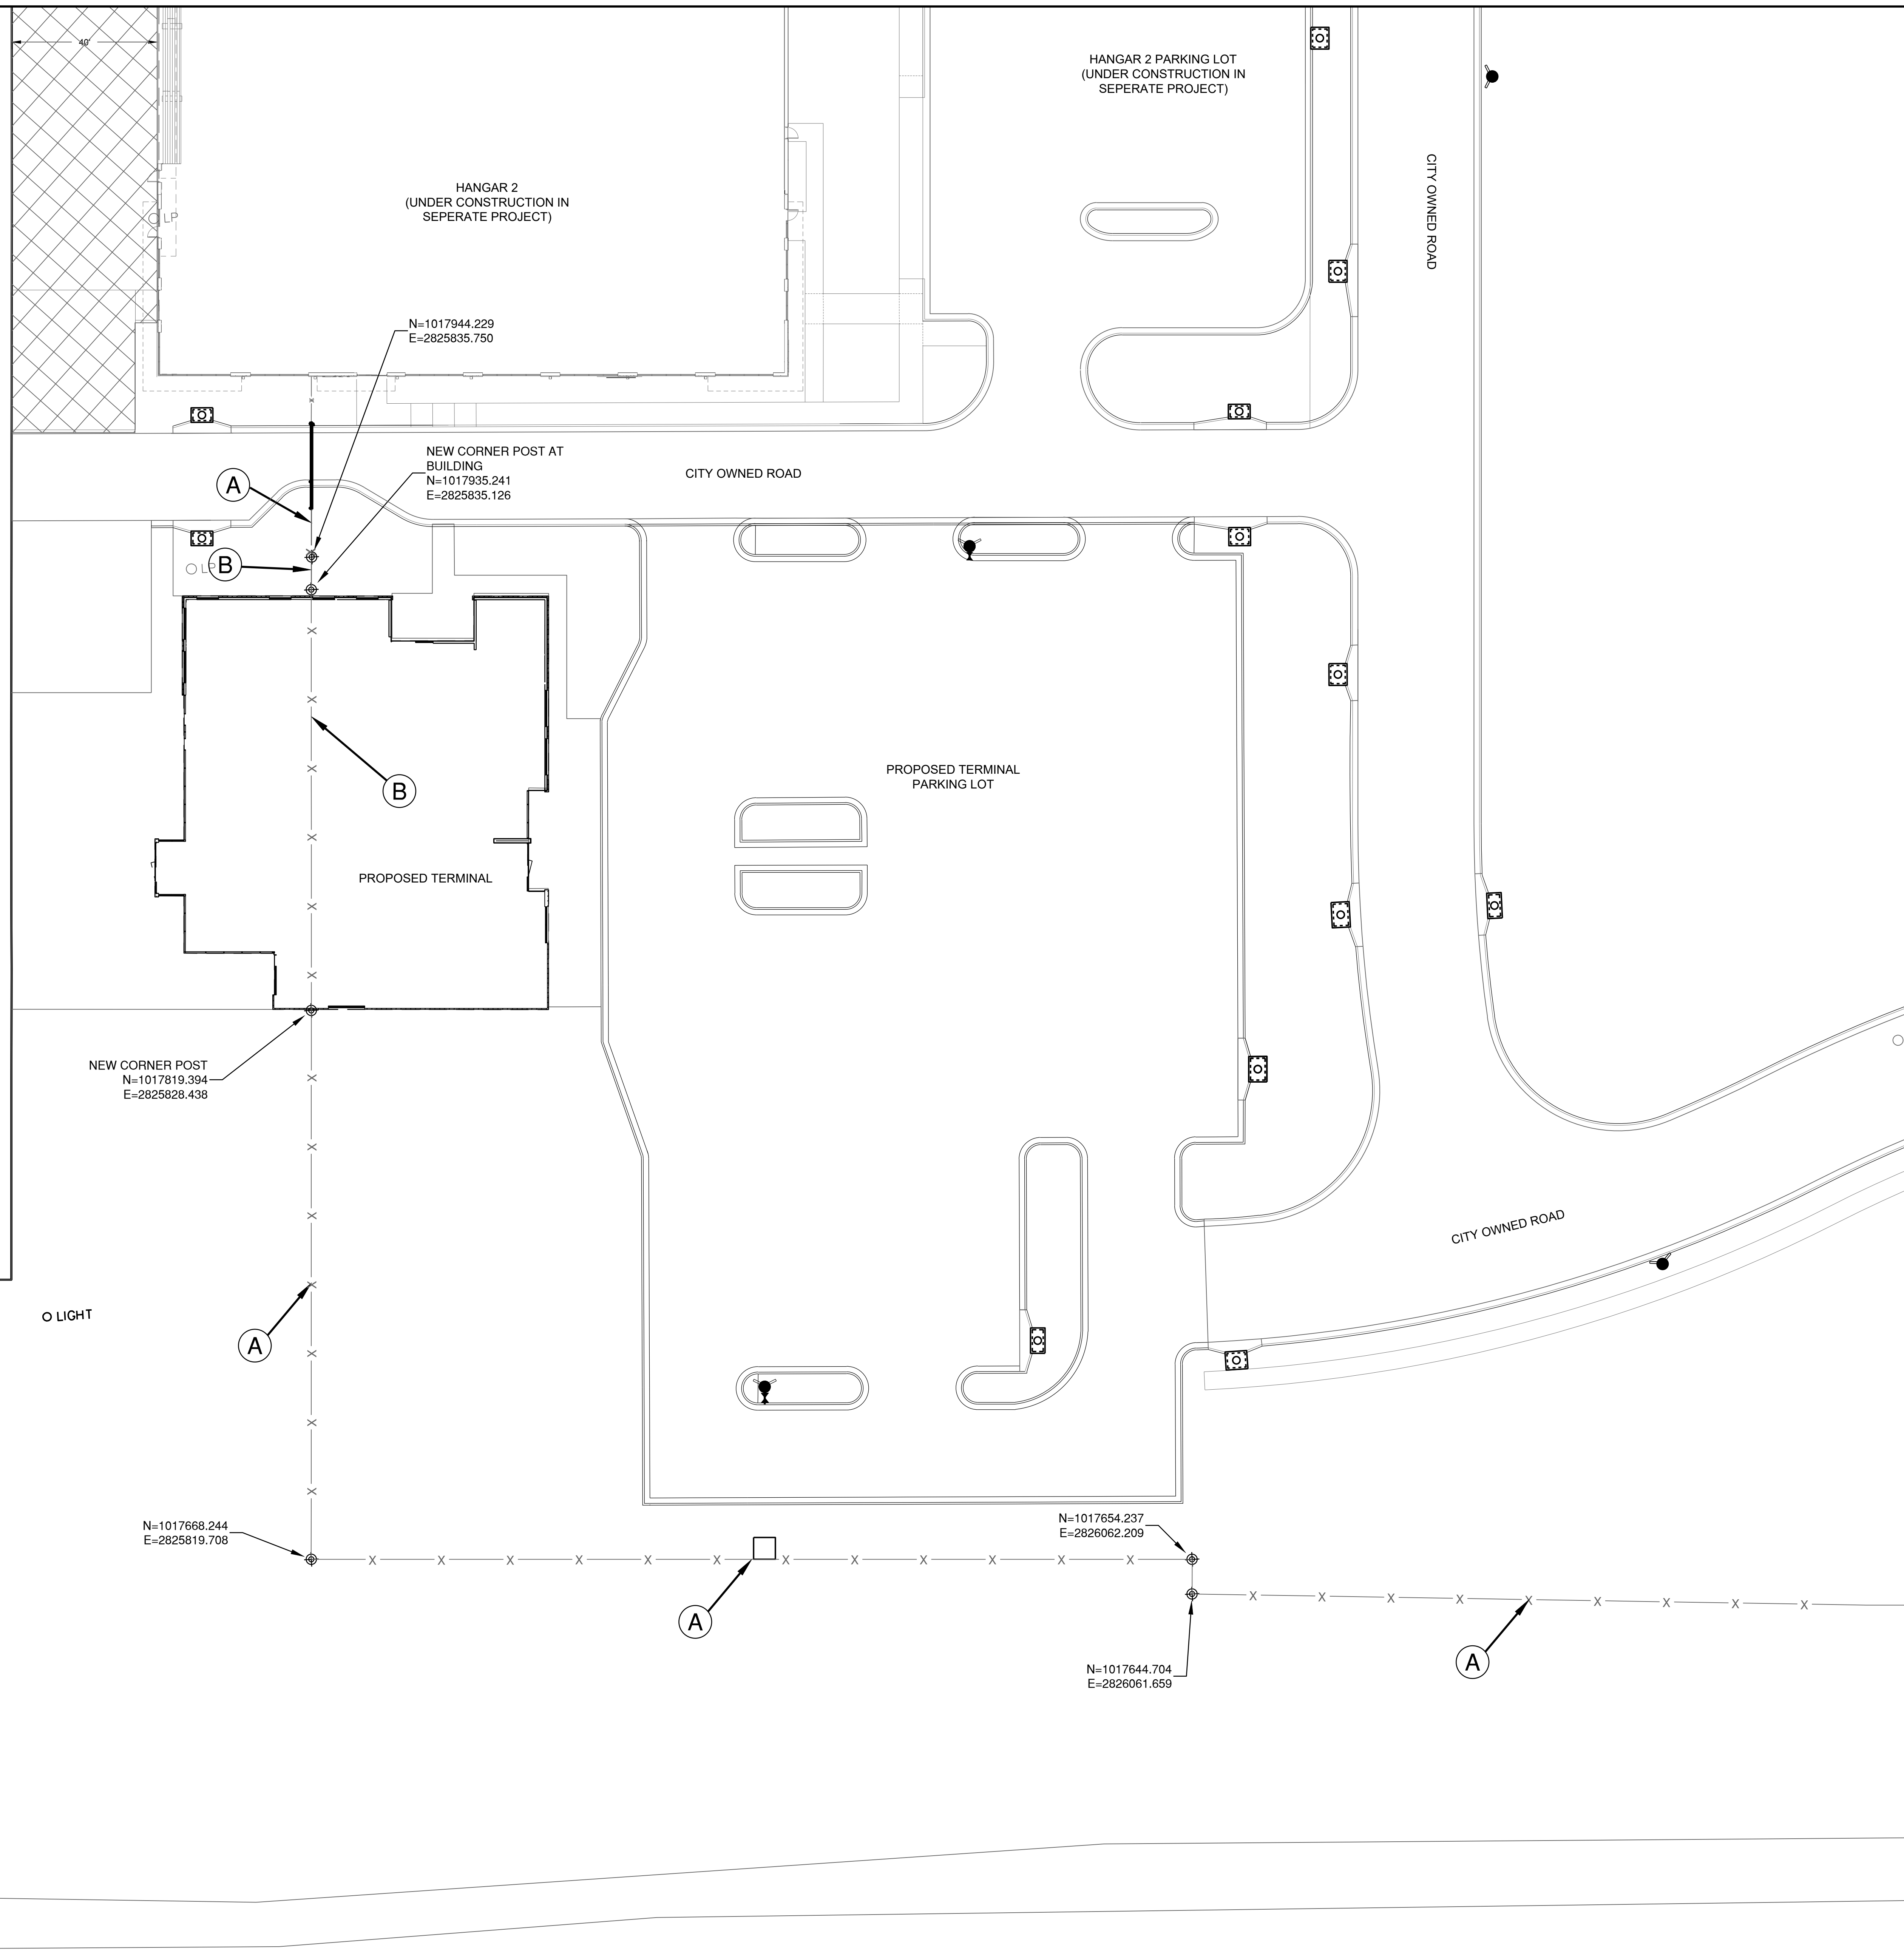 40'
HANGAR 2 PARKING LOT
(UNDER CONSTRUCTION IN
SEPERATE PROJECT)
CITY OWNED ROAD
HANGAR 2
(UNDER CONSTRUCTION IN
SEPERATE PROJECT)
LP
N=1017944.229
E=2825835.750
NEW CORNER POST AT
BUILDING
N=1017935.241
E=2825835.126
CITY OWNED ROAD
A
LP
B
PROPOSED TERMINAL
PARKING LOT
B
PROPOSED TERMINAL
NEW CORNER POST
N=1017819.394
E=2825828.438
CITY OWNED ROAD
LIGHT
A
N=1017668.244
E=2825819.708
N=1017654.237
E=2826062.209
A
A
N=1017644.704
E=2826061.659